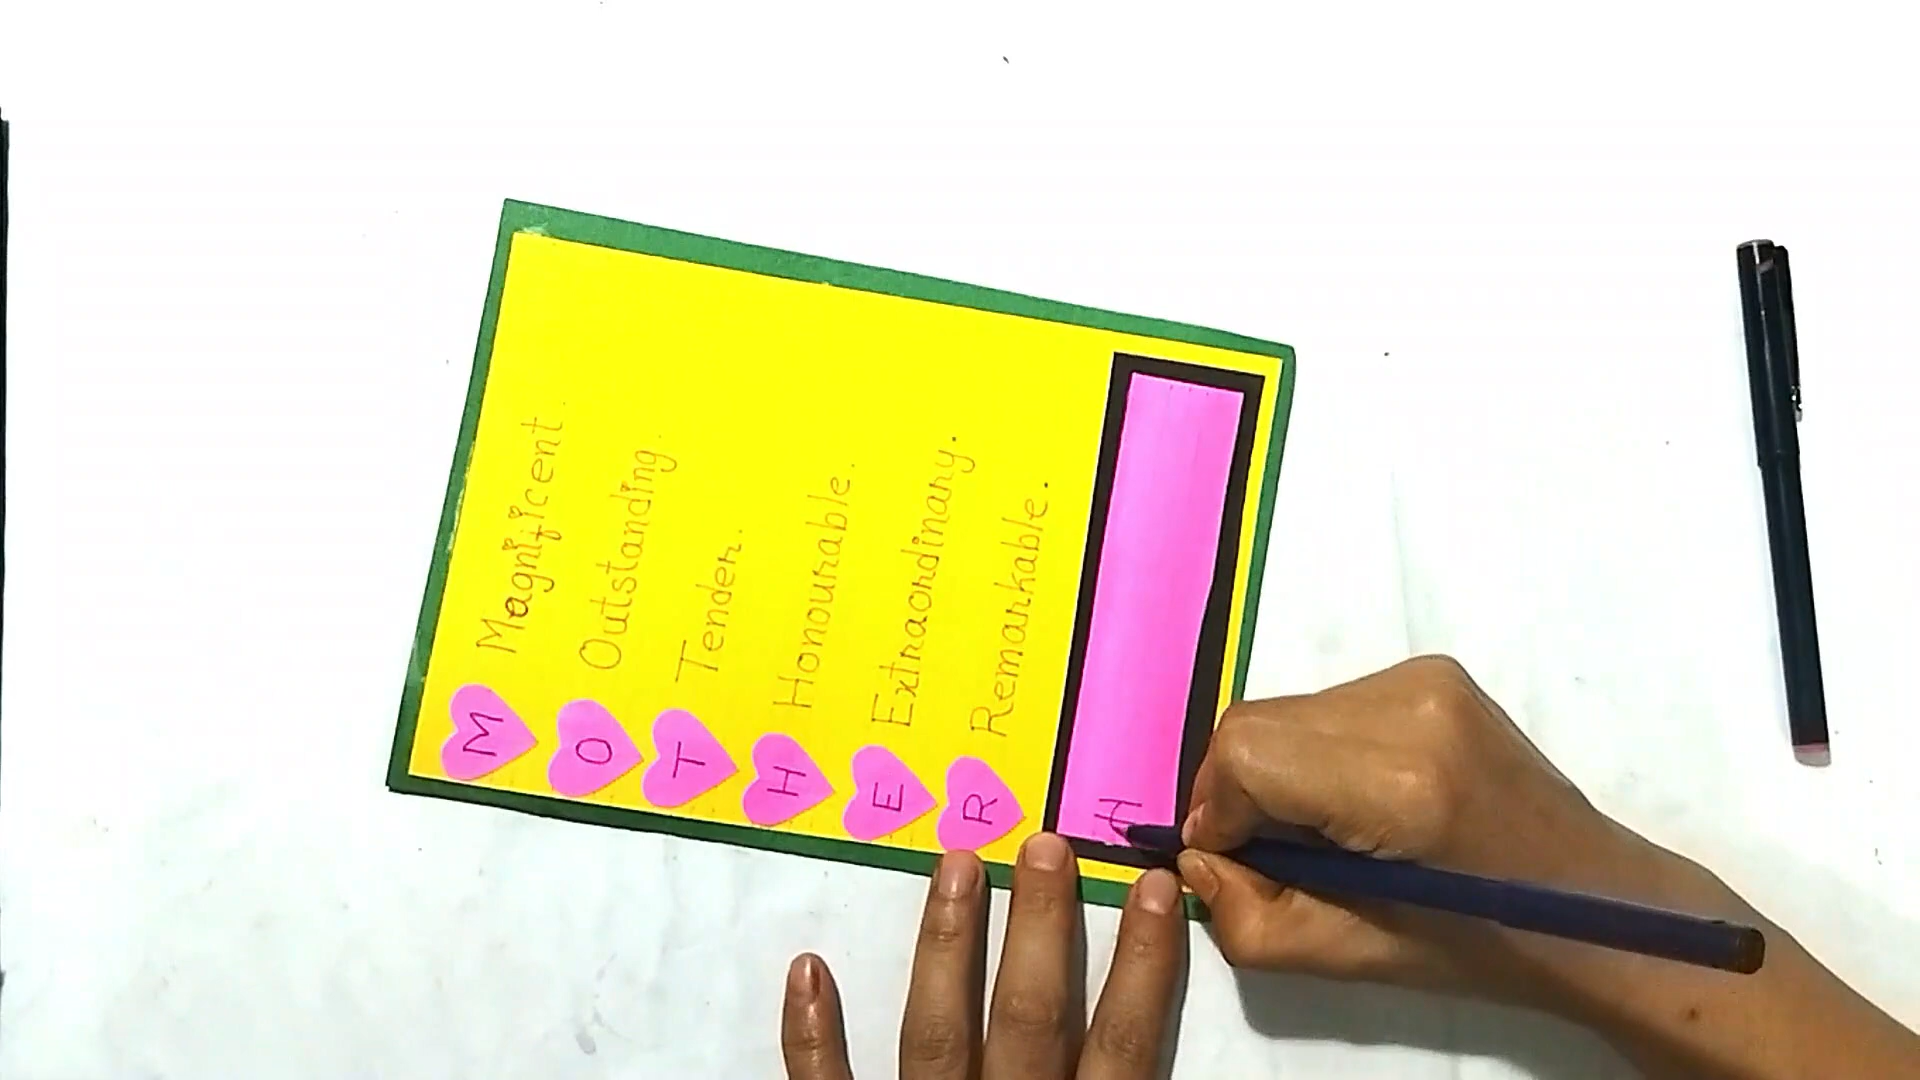 M Magnificent.
O Outstanding.
T Tender.
H Honourable.
E Extraordinary.
R Remarkable.
H